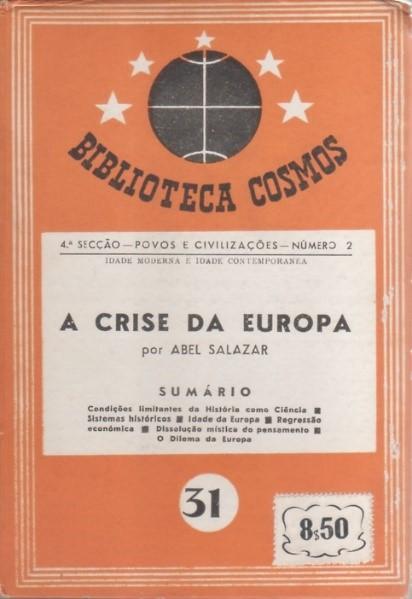 BIBLIOTECA COSMOS
4.ª SECÇÃO — POVOS E CIVILIZAÇÕES — NÚMERO 2
IDADE MODERNA E IDADE CONTEMPORANEA
A CRISE DA EUROPA
por ABEL SALAZAR
SUMÁRIO
Condições limitantes da História como Ciência ■
Sistemas históricos ■ Idade da Europa ■ Regressão
económica ■ Dissolução mística do pensamento ■
O Dilema da Europa
31
8$50